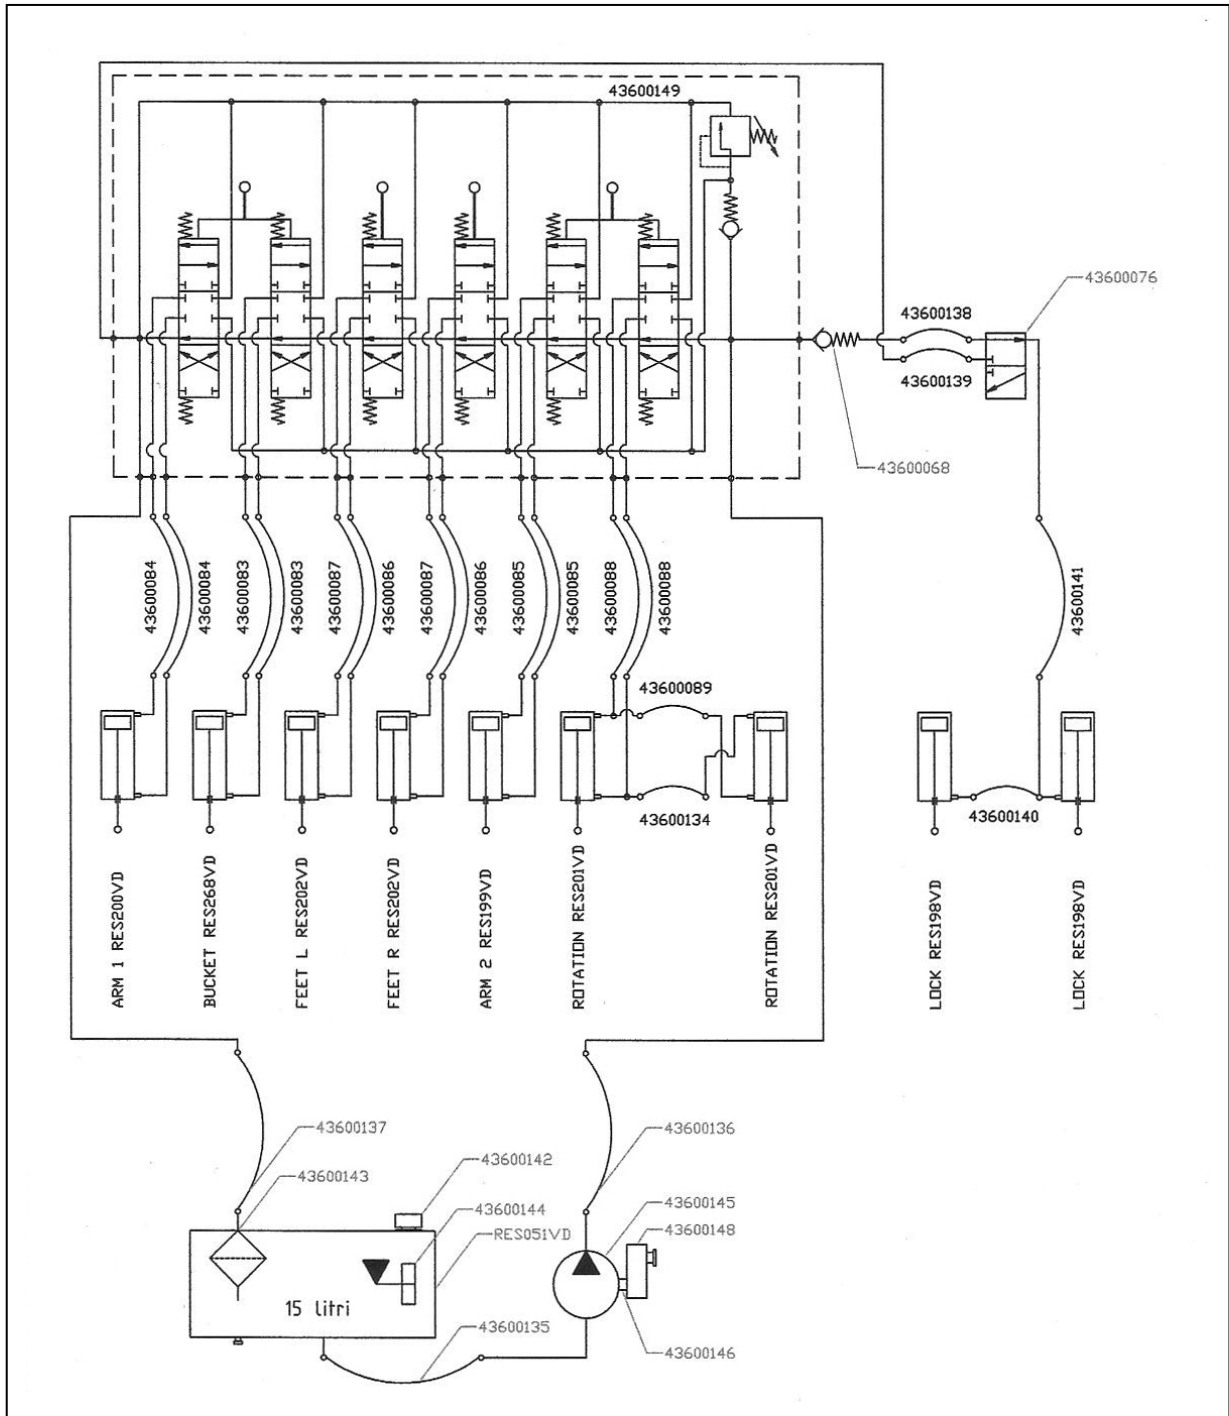 43600149
43600076
43600138
43600139
43600068
43600084
43600084
43600083
43600083
43600087
43600086
43600087
43600086
43600085
43600085
43600088
43600088
43600141
43600089
43600134
43600140
ARM 1 RES200VD
BUCKET RES268VD
FEET L RES202VD
FEET R RES202VD
ARM 2 RES199VD
ROTATION RES201VD
ROTATION RES201VD
LOCK RES198VD
LOCK RES198VD
43600137
43600136
43600143
43600142
43600144
RES051VD
43600145
43600148
15 litri
43600135
43600146